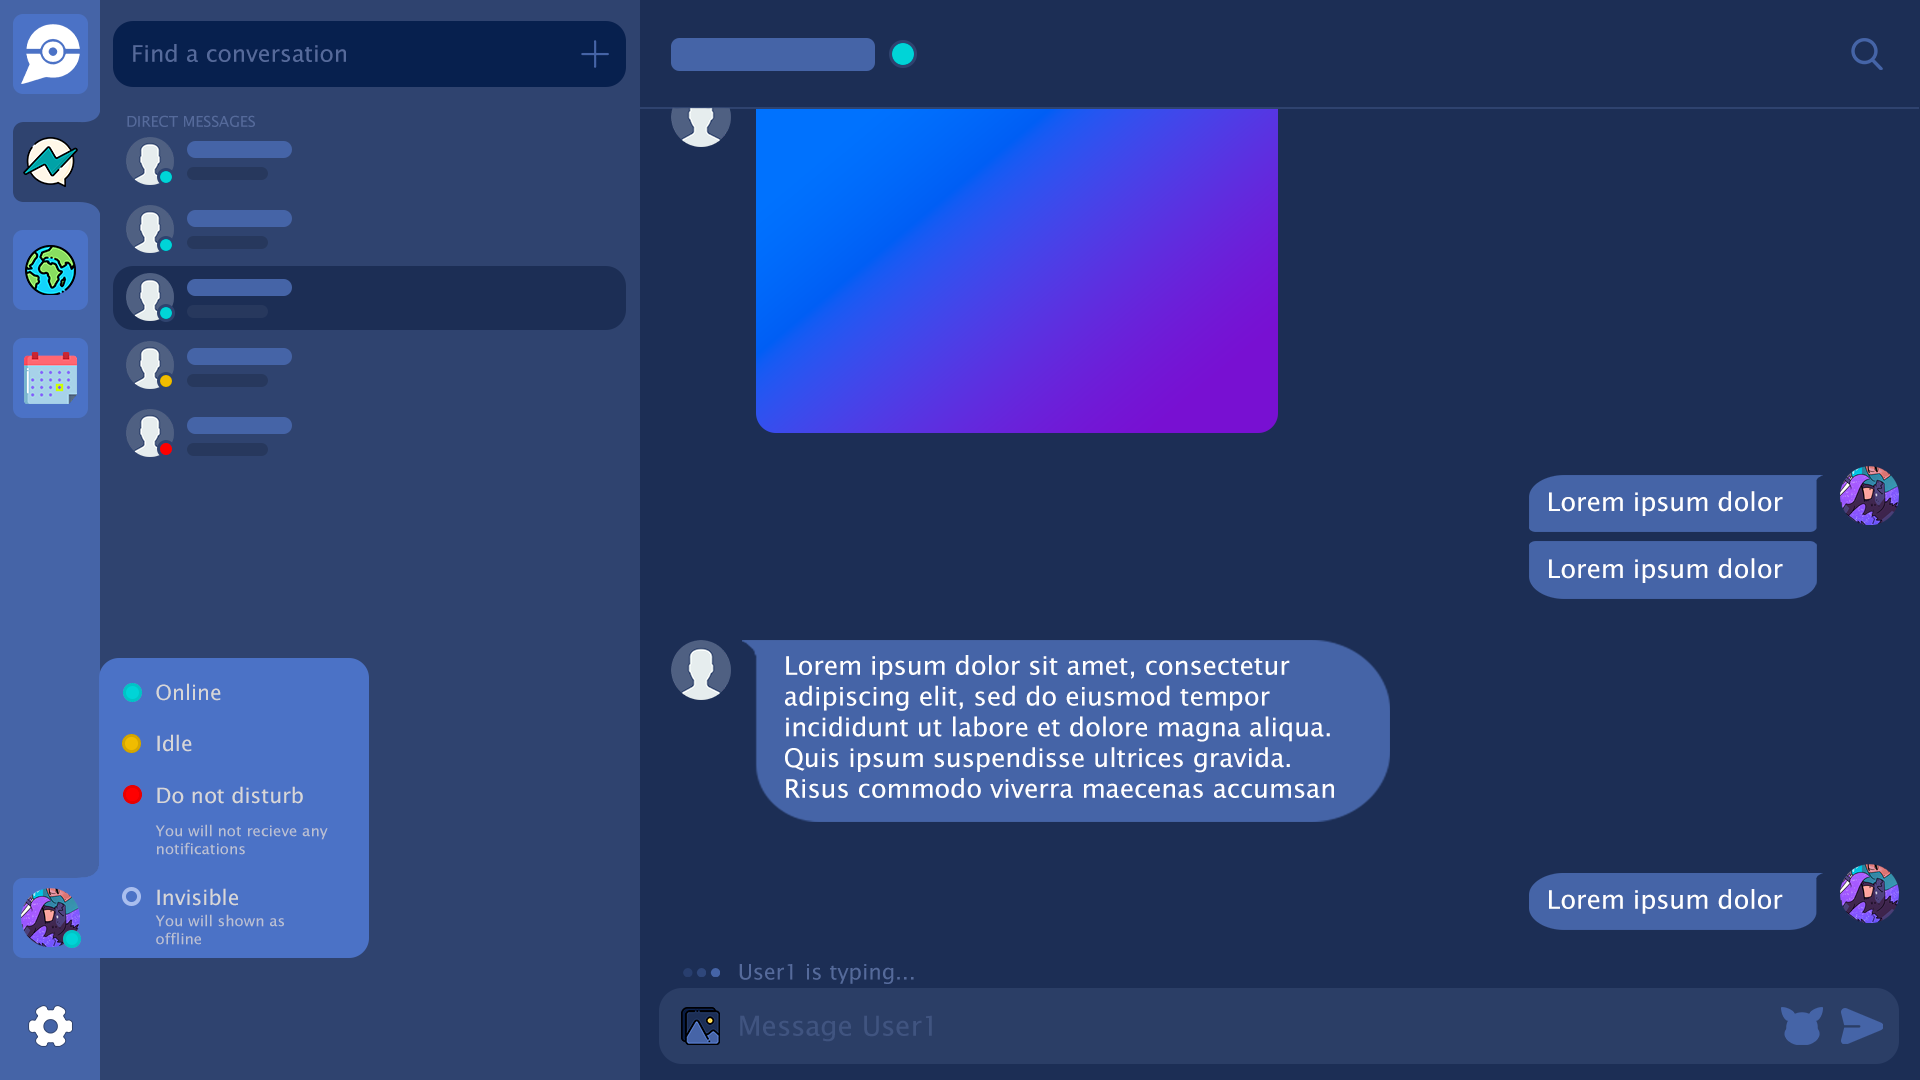 Find a conversation
DIRECT MESSAGES
Online
Idle
Do not disturb
You will not recieve any
notifications
Invisible
You will shown as
offline
Lorem ipsum dolor
Lorem ipsum dolor
Lorem ipsum dolor sit amet, consectetur
adipiscing elit, sed do eiusmod tempor
incididunt ut labore et dolore magna aliqua.
Quis ipsum suspendisse ultrices gravida.
Risus commodo viverra maecenas accumsan
Lorem ipsum dolor
User1 is typing...
Message User1